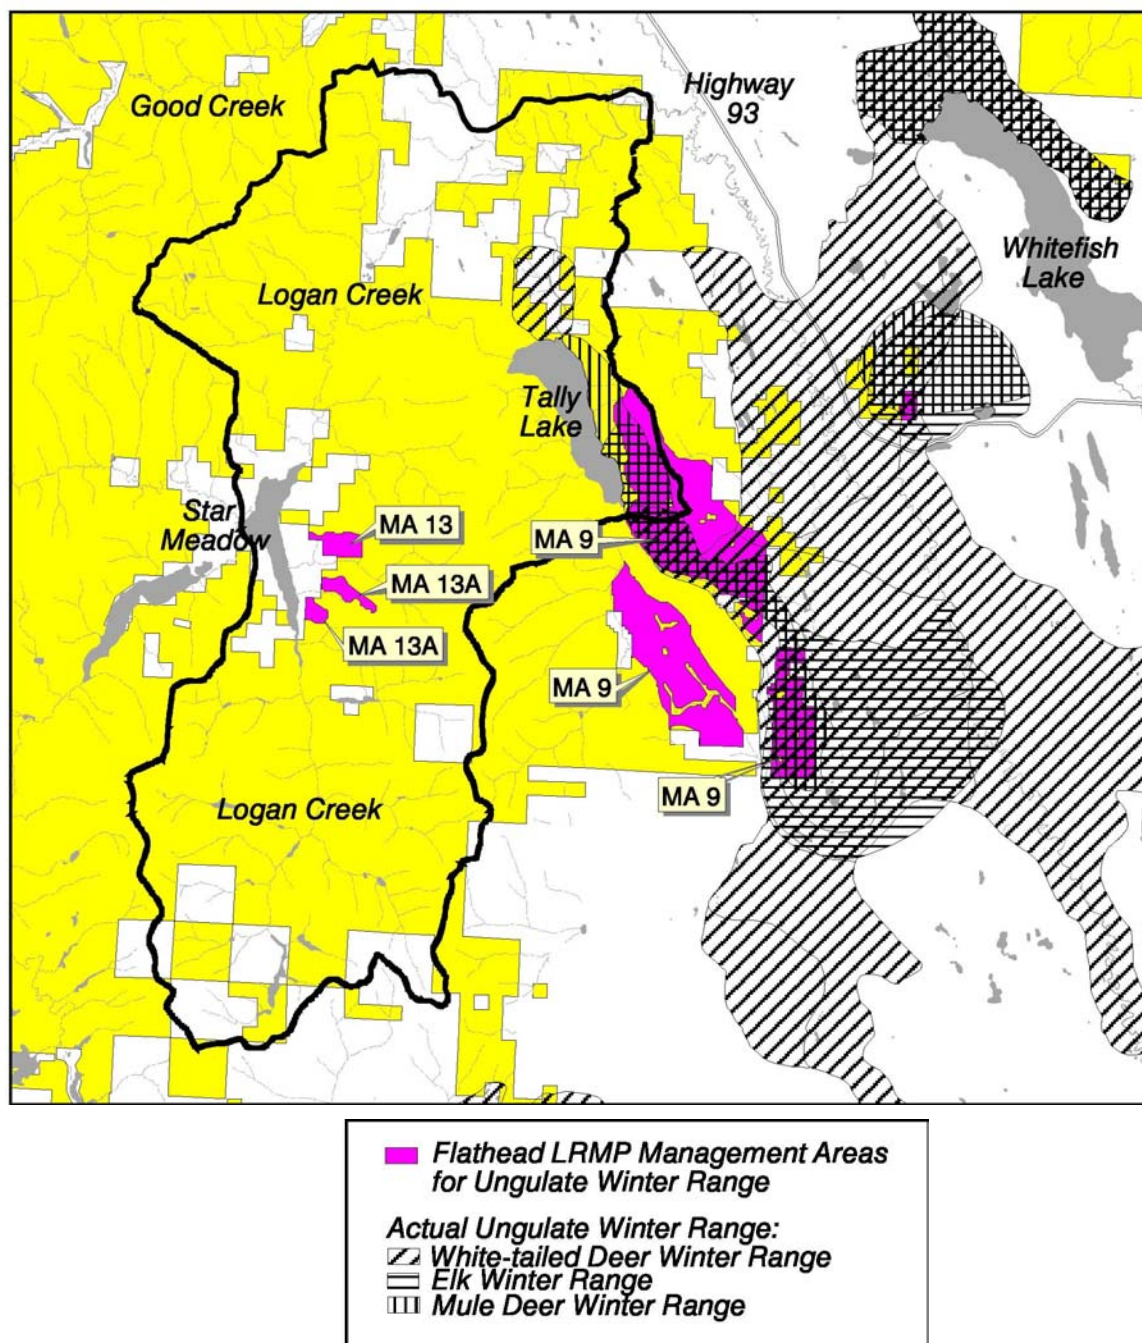 Good Creek
Highway
93
Whitefish
Lake
Logan Creek
Tally
Lake
Star
Meadow
MA 13
MA 9
MA 13A
MA 13A
MA 9
MA 9
Logan Creek
Flathead LRMP Management Areas
for Ungulate Winter Range
Actual Ungulate Winter Range:
White-tailed Deer Winter Range
Elk Winter Range
Mule Deer Winter Range